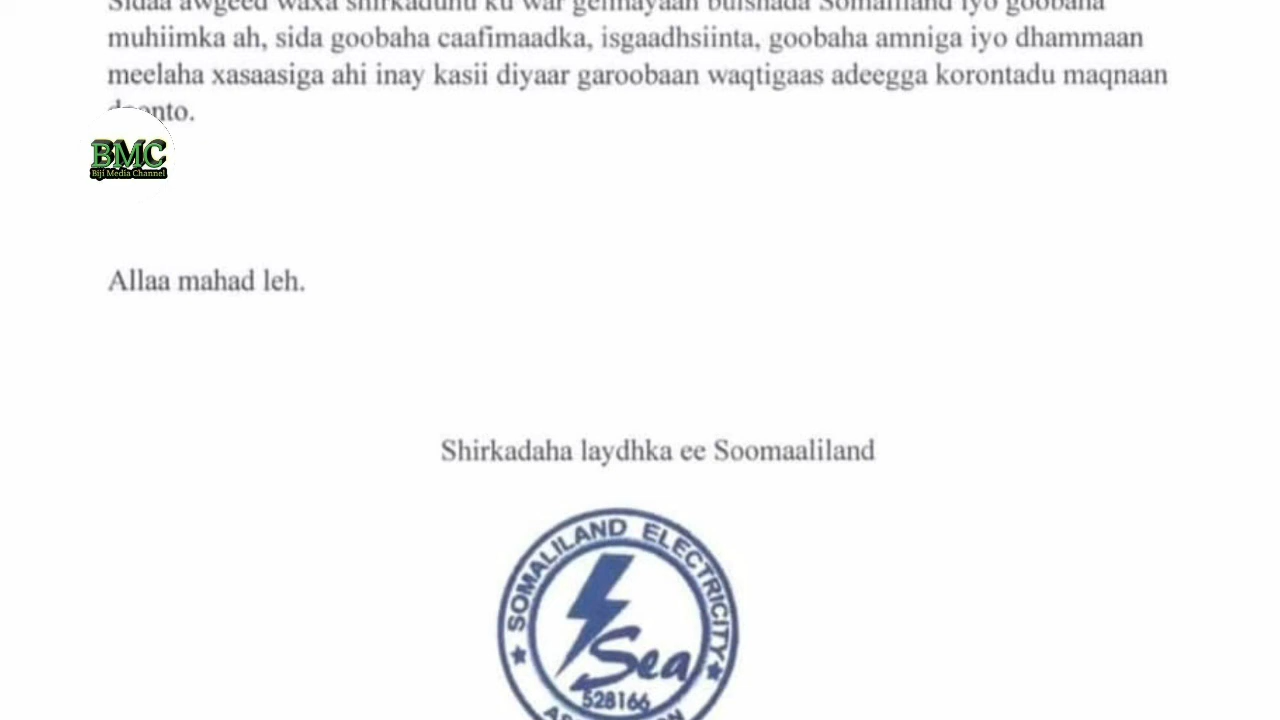 Sidaa awgeed waxa shirkaduhu ku war gelinayaan bulshada Somaliland iyo goobaha
muhiimka ah, sida goobaha caafimaadka, isgaadhsiinta, goobaha amniga iyo dhammaan
meelaha xasaasiga ahi inay kasii diyaar garoobaan waqtigaas adeegga korontadu maqnaan
doonto.
BMC
Biji Media Channel
Allaa mahad leh.
Shirkadaha laydhka ee Soomaaliland
SOMALILAND ELECTRICITY
Sea
528166